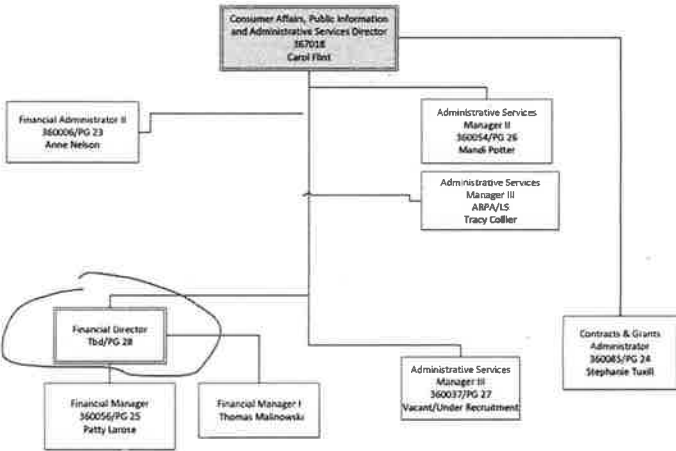 Consumer Affairs, Public Information
and Administrative Services Director
367018
Carol Flint
Financial Administrator II
360006/PG 23
Anne Nelson
Administrative Services
Manager II
360054/PG 26
Mandi Potter
Administrative Services
Manager III
ARPA/LS
Tracy Collier
Financial Director
Tbd/PG 28
Contracts & Grants
Administrator
360085/PG 24
Stephanie Tuxill
Administrative Services
Manager III
360037/PG 27
Vacant/Under Recruitment
Financial Manager
360056/PG 25
Patty Larose
Financial Manager I
Thomas Malinowski